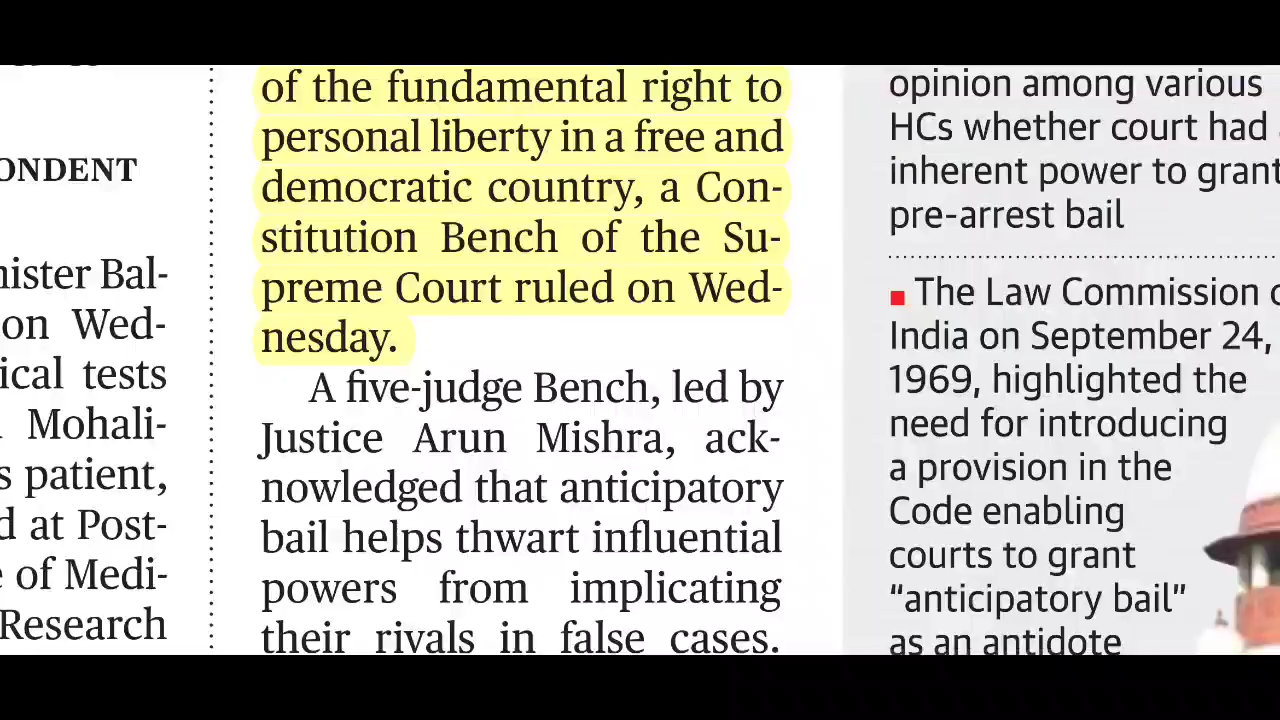 ONDENT
nister Bal-
on Wed-
ical tests
Mohali-
s patient,
d at Post-
e of Medi-
Research
of the fundamental right to
personal liberty in a free and
democratic country, a Con-
stitution Bench of the Su-
preme Court ruled on Wed-
nesday.
A five-judge Bench, led by
Justice Arun Mishra, ack-
nowledged that anticipatory
bail helps thwart influential
powers from implicating
their rivals in false cases.
opinion among various
HCs whether court had
inherent power to grant
pre-arrest bail
■ The Law Commission o
India on September 24,
1969, highlighted the
need for introducing
a provision in the
Code enabling
courts to grant
“anticipatory bail”
as an antidote